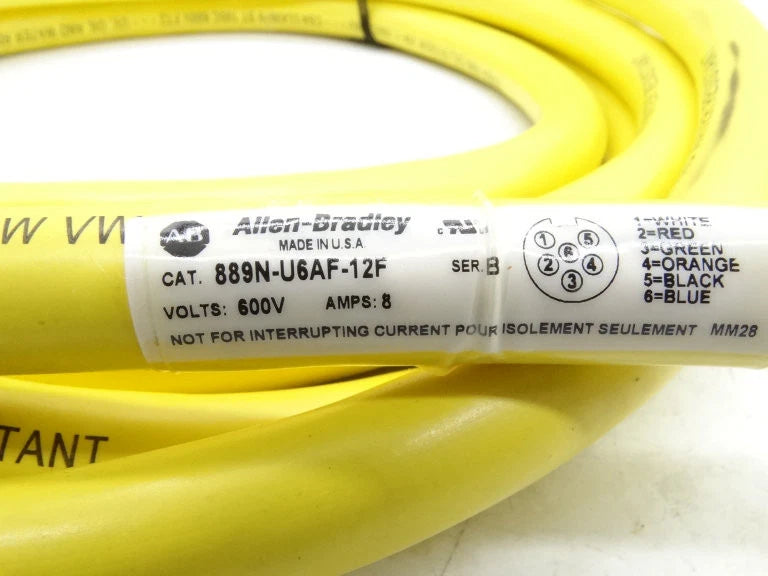 W VW
AB Allen-Bradley
MADE IN U.S.A
CAT. 889N-U6AF-12F
SER. B
VOLTS: 600V AMPS: 8
NOT FOR INTERRUPTING CURRENT POUR ISOLEMENT SEULEMENT MM28
1 5
6
2 4
3
1=WHITE
2=RED
3=GREEN
4=ORANGE
5=BLACK
6=BLUE
TANT